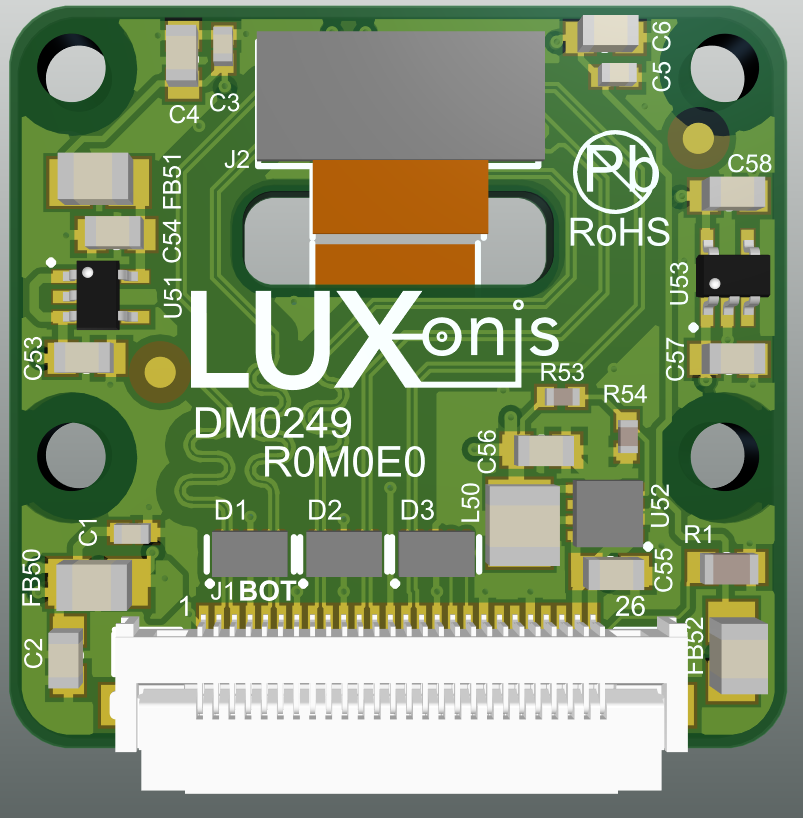 C4
C3
C6
C5
J2
FB51
C54
U51
C53
Pb
RoHS
C58
U53
C57
LUXonis
DM0249
R0M0E0
R53
R54
C56
L50
U52
C55
R1
FB52
D1
D2
D3
C1
FB50
C2
J1BOT
1
26